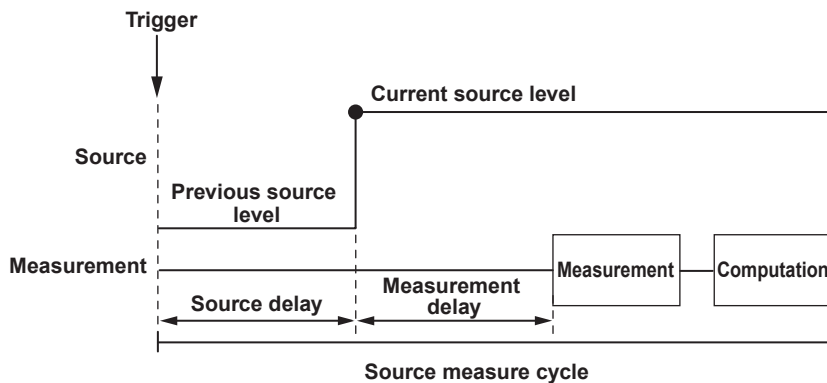 Trigger
Current source level
Source
Previous source
level
Measurement
Measurement
Computation
Source delay
Measurement
delay
Source measure cycle